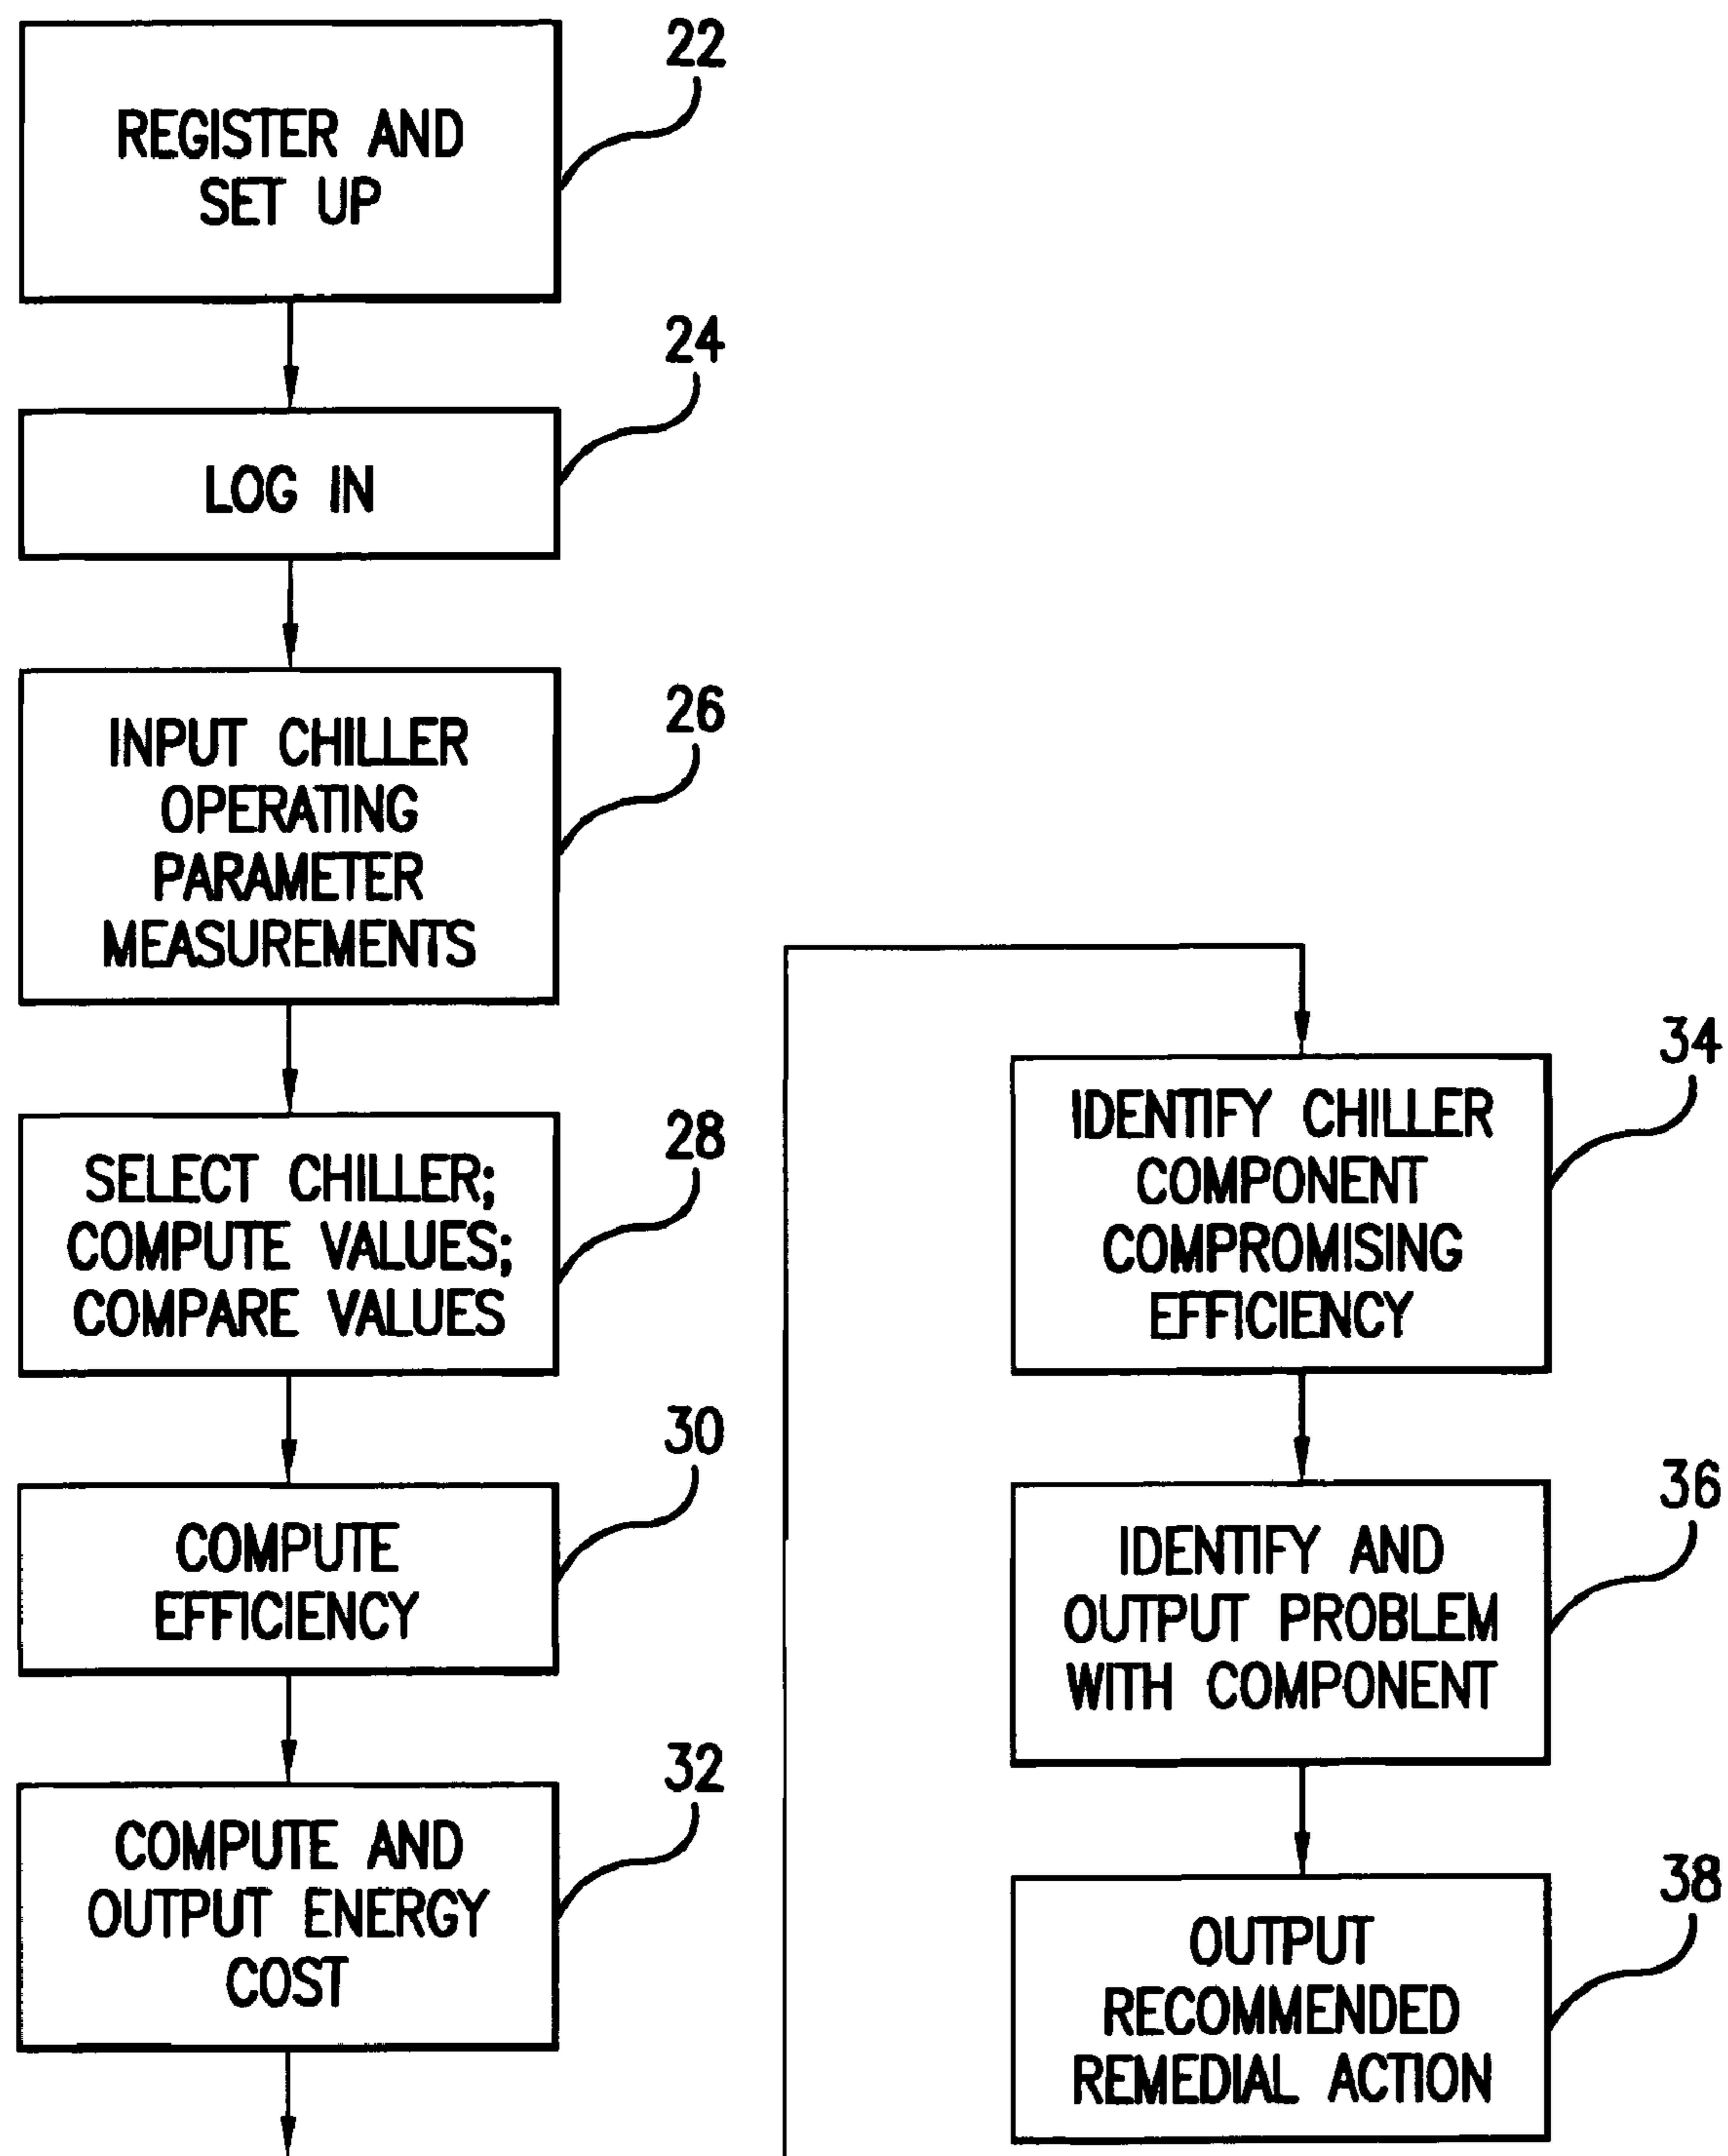 22
REGISTER AND
SET UP
24
LOG IN
26
INPUT CHILLER
OPERATING
PARAMETER
MEASUREMENTS
28
SELECT CHILLER;
COMPUTE VALUES;
COMPARE VALUES
30
COMPUTE
EFFICIENCY
32
COMPUTE AND
OUTPUT ENERGY
COST
34
IDENTIFY CHILLER
COMPONENT
COMPROMISING
EFFICIENCY
36
IDENTIFY AND
OUTPUT PROBLEM
WITH COMPONENT
38
OUTPUT
RECOMMENDED
REMEDIAL ACTION